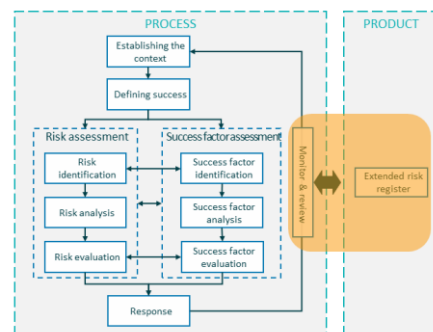 PROCESS
PRODUCT
Establishing the
context
Defining success
Risk assessment
Success factor assessment
Risk
identification
Success factor
identification
Risk analysis
Success factor
analysis
Risk evaluation
Success factor
evaluation
Response
Monitor & review
Extended risk
register